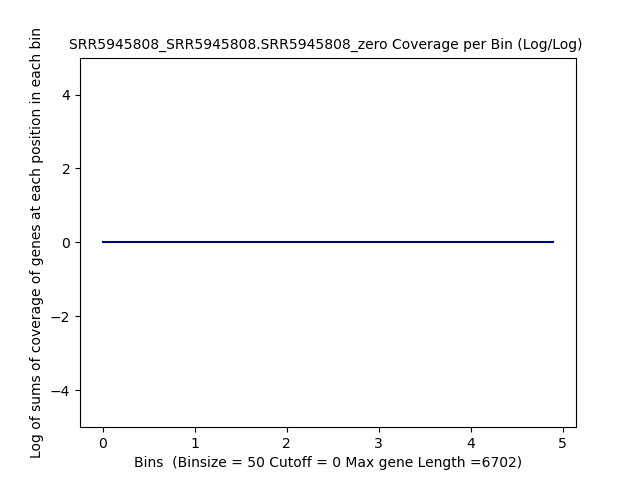 SRR5945808_SRR5945808.SRR5945808_zero Coverage per Bin (Log/Log)
Log of sums of coverage of genes at each position in each bin
4
2
0
−2
−4
0 1 2 3 4 5
Bins  (Binsize = 50 Cutoff = 0 Max gene Length =6702)